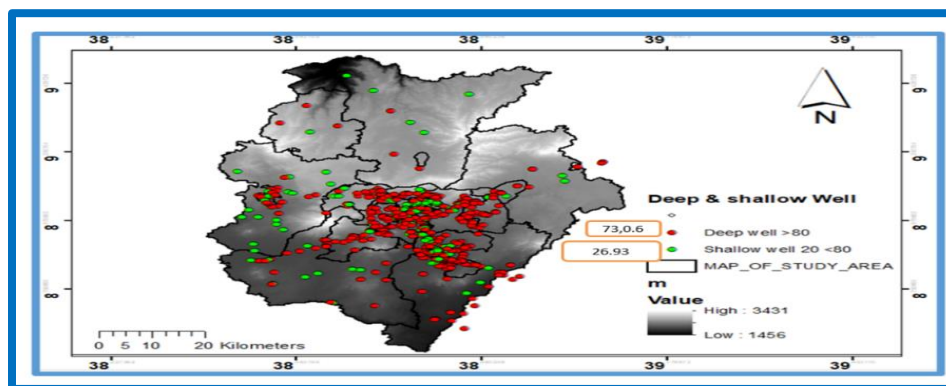 38 38 38 39 39
9 9
9 9
8 8
8 8
N
Deep & shallow Well
73,0.6 Deep well >80
26.93 Shallow well 20 <80
MAP_OF_STUDY_AREA
m
Value
High : 3431
Low : 1456
0 5 10 20 Kilometers
38 38 38 39 39